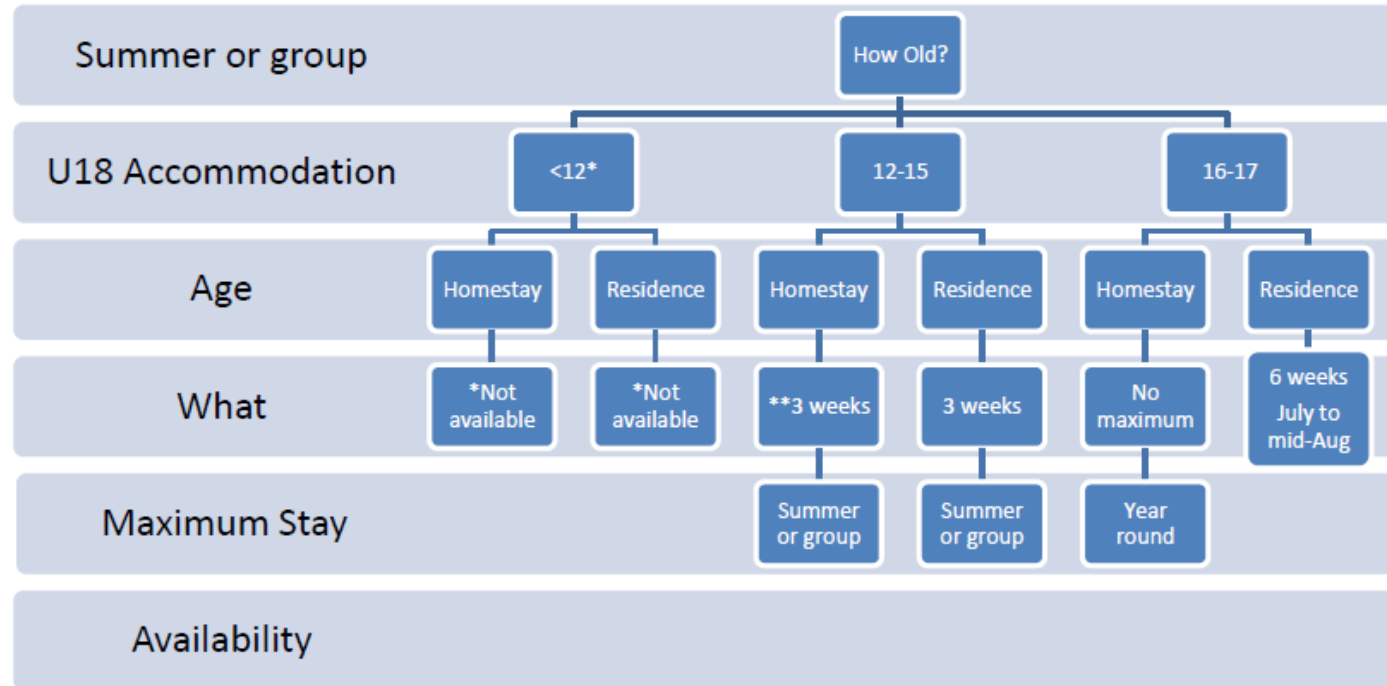 Summer or group
How Old?
U18 Accommodation
<12*
12-15
16-17
Age
Homestay
Residence
Homestay
Residence
Homestay
Residence
What
*Not
available
*Not
available
**3 weeks
3 weeks
No
maximum
6 weeks
July to
mid-Aug
Maximum Stay
Summer
or group
Summer
or group
Year
round
Availability